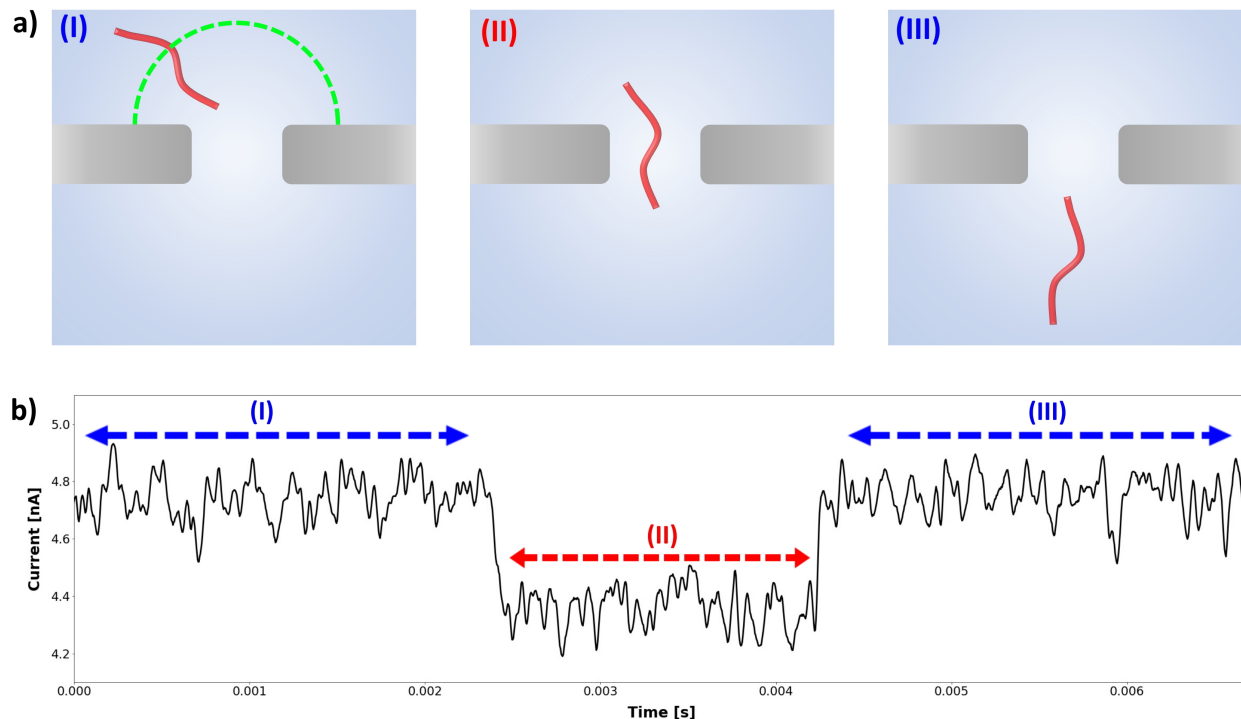 a)
(I)
(II)
(III)
b)
(I)
(II)
(III)
Current [nA]
5.0
4.8
4.6
4.4
4.2
0.000
0.001
0.002
0.003
0.004
0.005
0.006
Time [s]